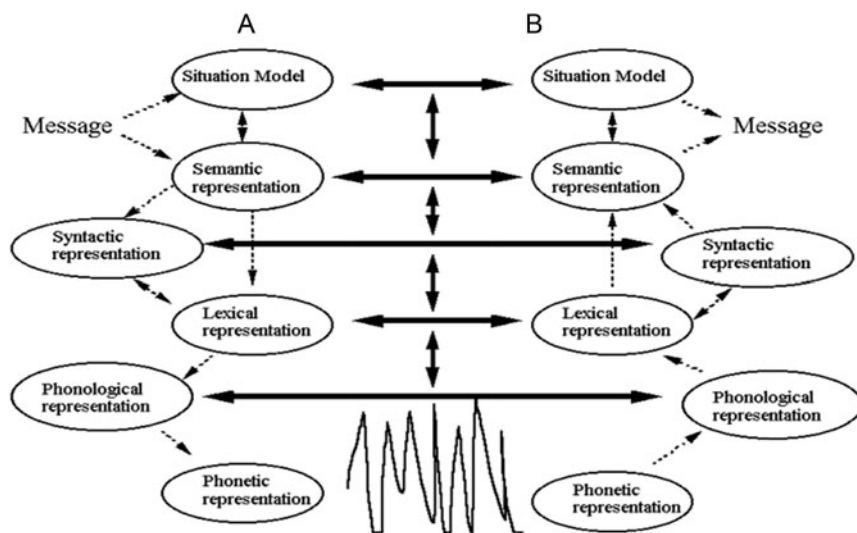 A
B
Situation Model
Situation Model
Message
Message
Semantic
representation
Semantic
representation
Syntactic
representation
Syntactic
representation
Lexical
representation
Lexical
representation
Phonological
representation
Phonological
representation
Phonetic
representation
Phonetic
representation